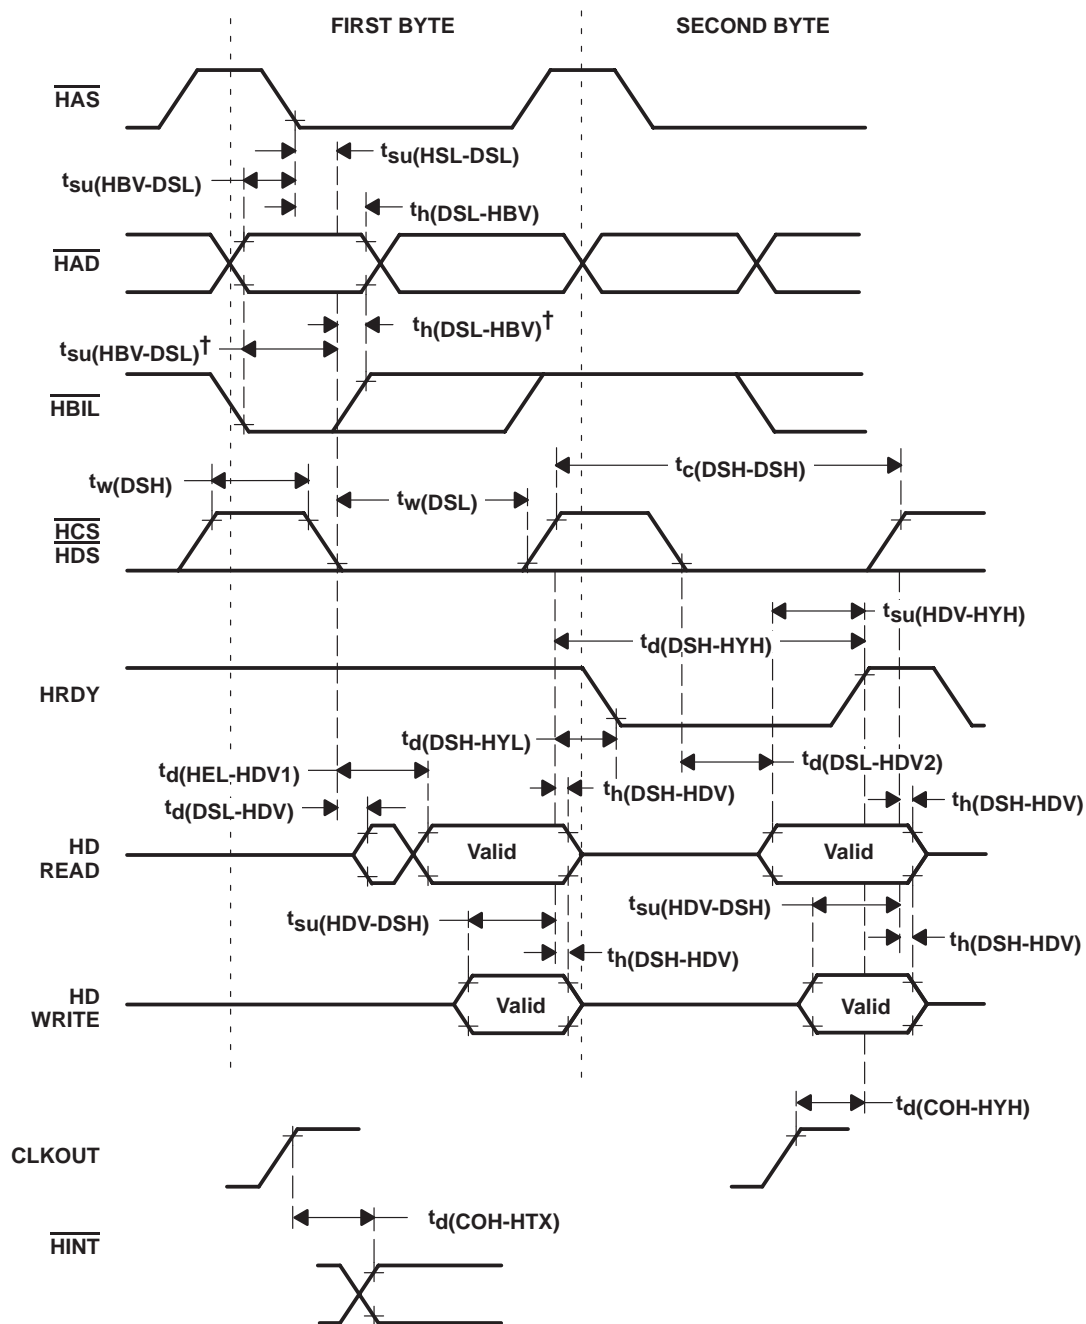 FIRST BYTE SECOND BYTE
HAS
tsu(HSL-DSL)
tsu(HBV-DSL)
th(DSL-HBV)
HAD
th(DSL-HBV)†
tsu(HBV-DSL)†
HBIL
tc(DSH-DSH)
tw(DSH)
tw(DSL)
HCS
HDS
tsu(HDV-HYH)
td(DSH-HYH)
HRDY
td(DSH-HYL)
td(HEL-HDV1)
td(DSL-HDV2)
th(DSH-HDV)
td(DSL-HDV)
th(DSH-HDV)
HD
READ
Valid Valid
tsu(HDV-DSH)
tsu(HDV-DSH)
th(DSH-HDV)
th(DSH-HDV)
HD
WRITE
Valid Valid
td(COH-HYH)
CLKOUT
td(COH-HTX)
HINT